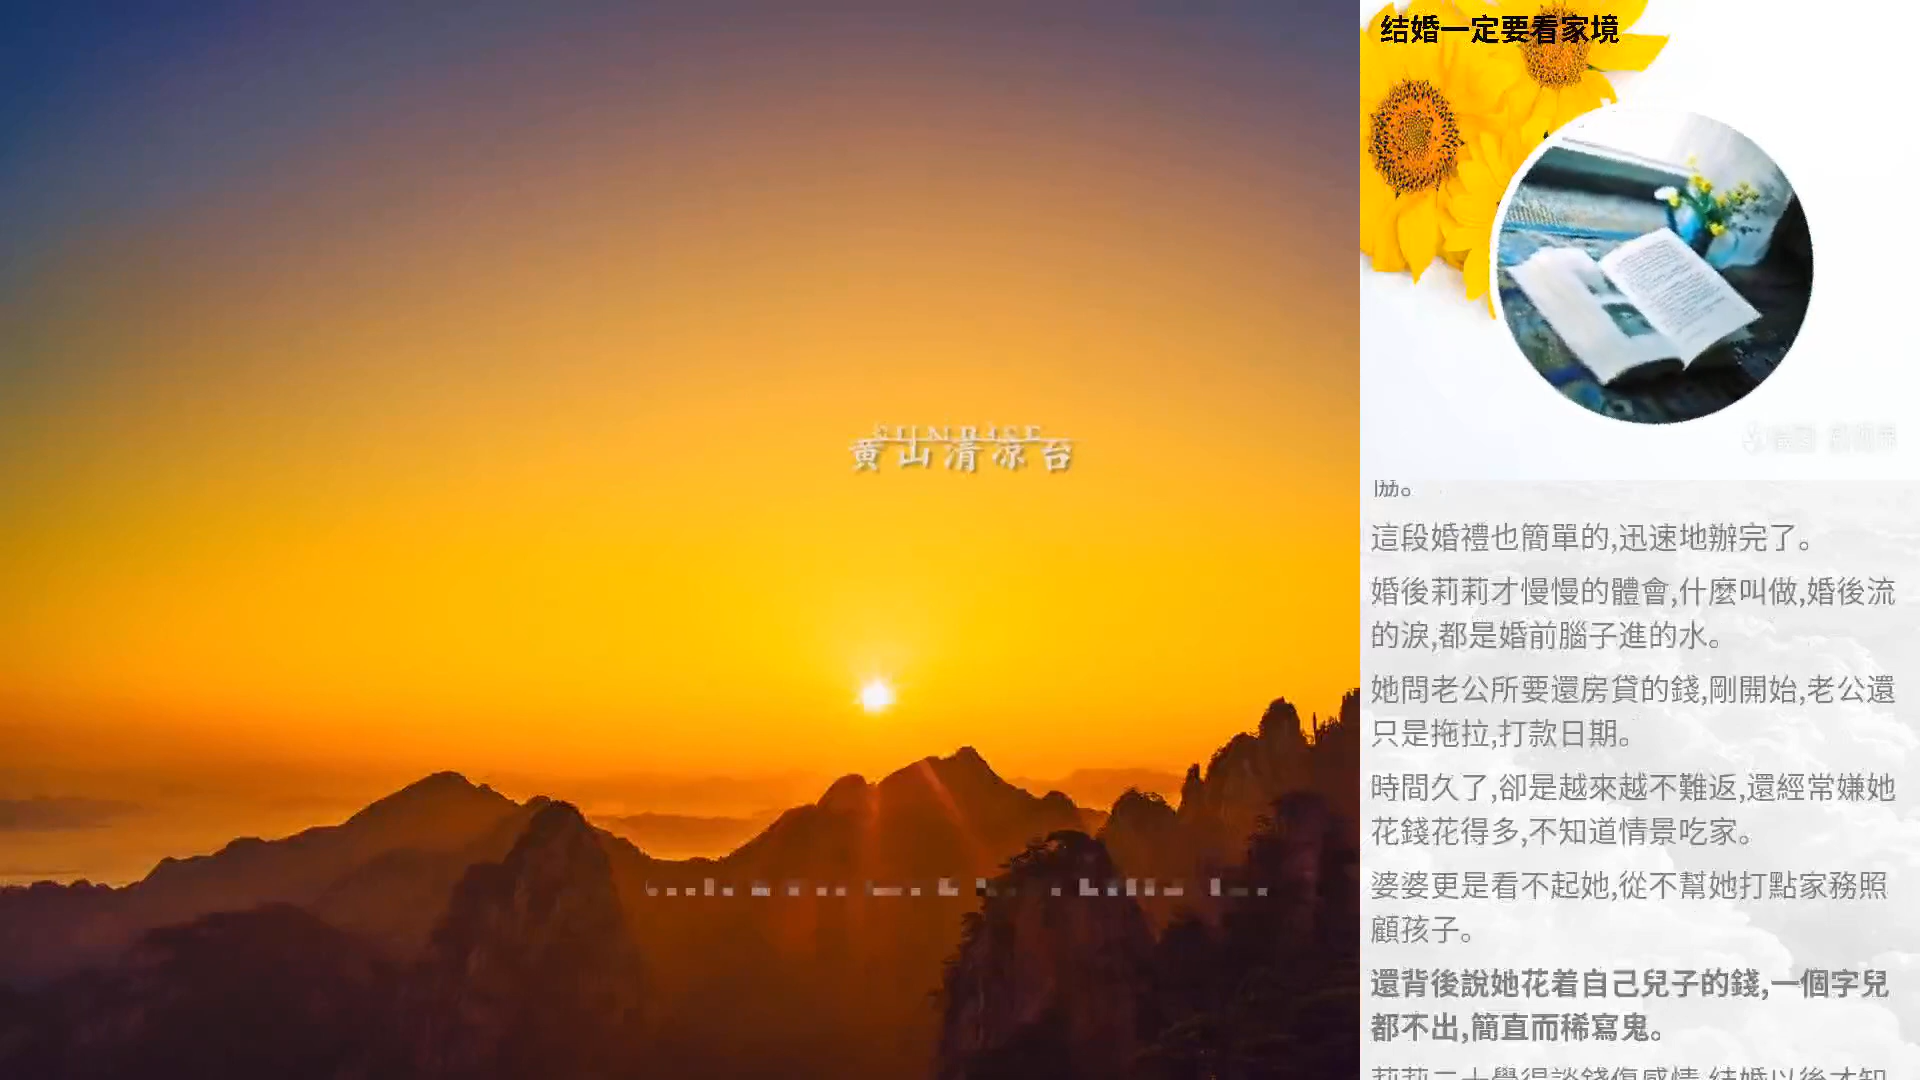 结婚一定要看家境
SUNRISE
黄山清凉台
這段婚禮也簡單的,迅速地辦完了。
婚後莉莉才慢慢的體會,什麼叫做,婚後流
的淚,都是婚前腦子進的水。
她問老公所要還房貸的錢,剛開始,老公還
只是拖拉,打款日期。
時間久了,卻是越來越不難返,還經常嫌她
花錢花得多,不知道情景吃家。
婆婆更是看不起她,從不幫她打點家務照
顧孩子。
還背後說她花着自己兒子的錢,一個字兒
都不出,簡直而稀寫鬼。